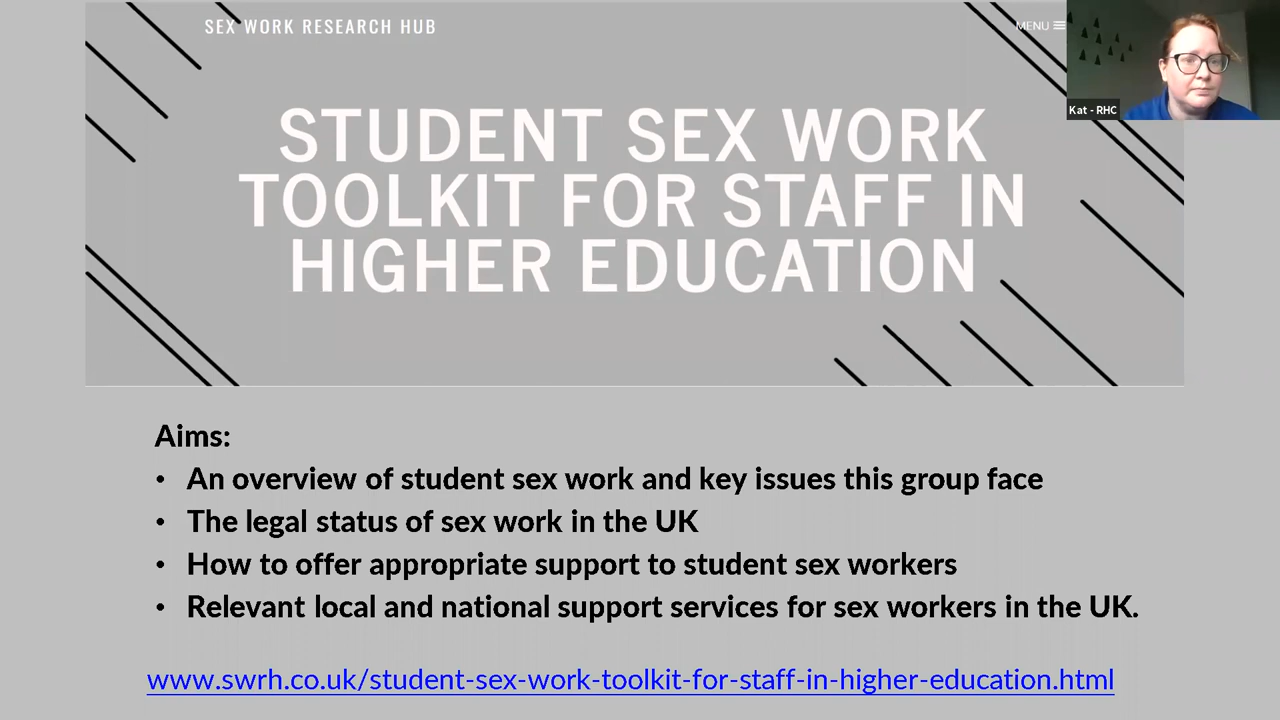 SEX WORK RESEARCH HUB
MENU
Kat - RHC
STUDENT SEX WORK
TOOLKIT FOR STAFF IN
HIGHER EDUCATION
Aims:
• An overview of student sex work and key issues this group face
• The legal status of sex work in the UK
• How to offer appropriate support to student sex workers
• Relevant local and national support services for sex workers in the UK.
www.swrh.co.uk/student-sex-work-toolkit-for-staff-in-higher-education.html